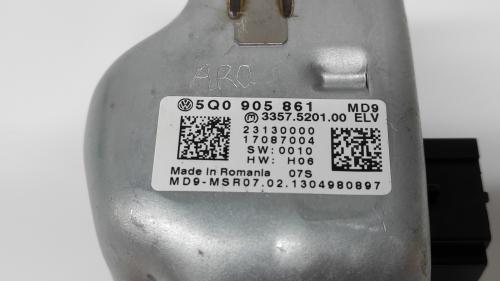 ARO
5Q0 905 861 MD9
3357.5201.00 ELV
23130000
17087004
SW:0010
HW: H06
Made in Romania 07S
MD9-MSR07.02.1304980897